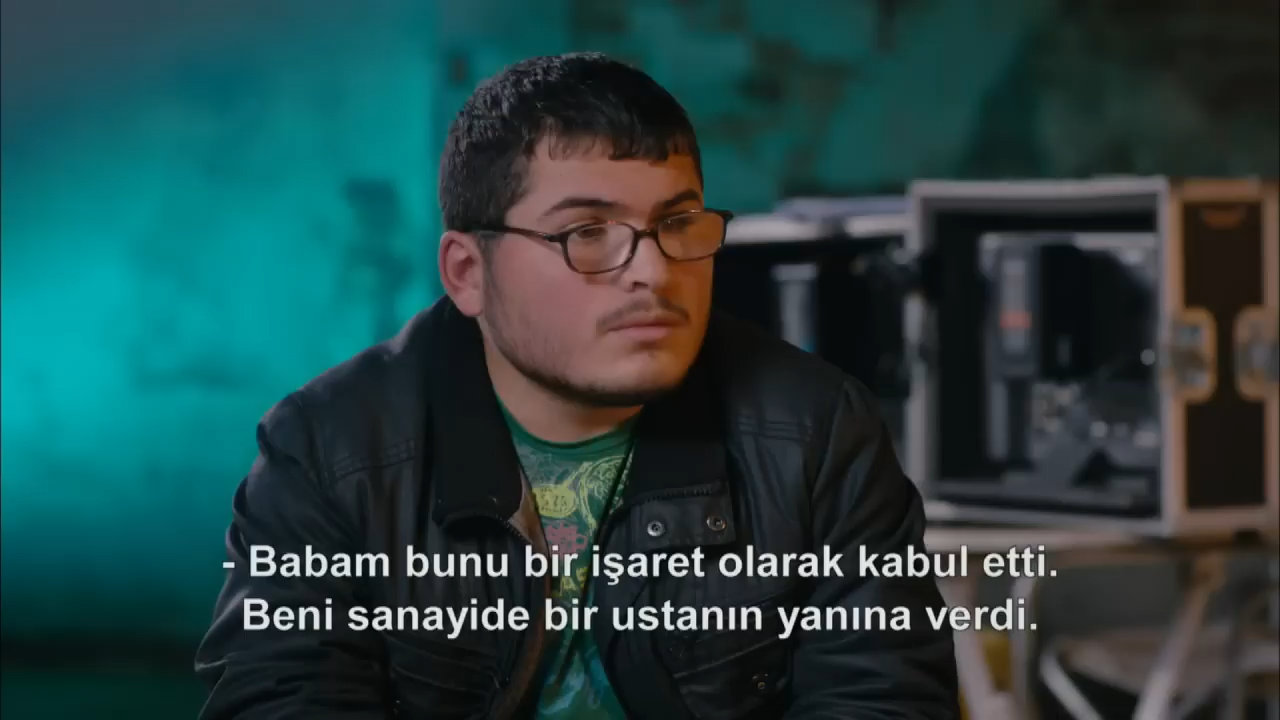 - Babam bunu bir işaret olarak kabul etti.
Beni sanayide bir ustanın yanına verdi.